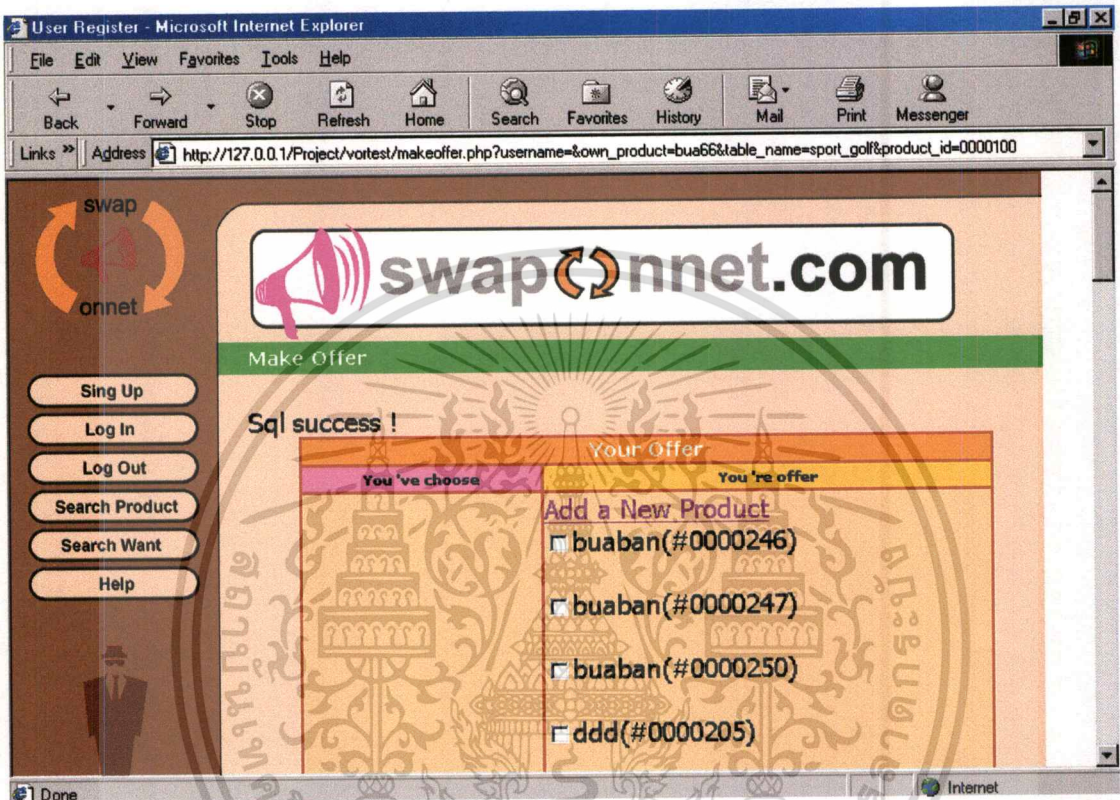 User Register - Microsoft Internet Explorer
File Edit View Favorites Tools Help
Back Forward Stop Refresh Home Search Favorites History Mail Print Messenger
Links » Address http://127.0.0.1/Project/vortest/makeoffer.php?username=&own_product=bua66&table_name=sport_golf&product_id=0000100
swap
onnet
swap nnet.com
Make Offer
Sing Up
Log In
Log Out
Search Product
Search Want
Help
Sql success !
Your Offer
You 've choose You 're offer
Add a New Product
buaban(#0000246)
buaban(#0000247)
buaban(#0000250)
ddd(#0000205)
Done Internet